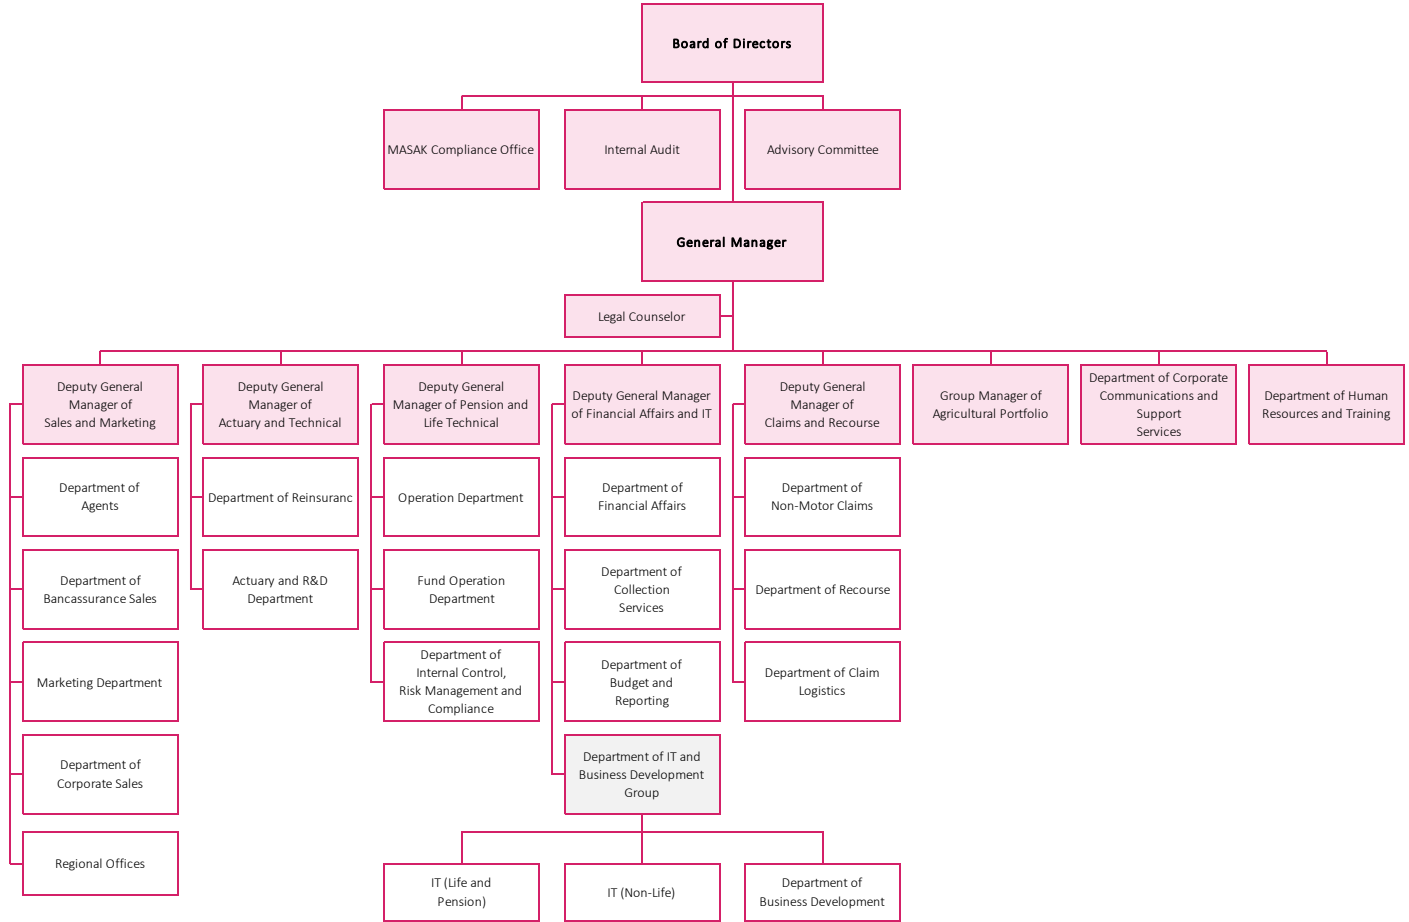 Board of Directors
MASAK Compliance Office
Internal Audit
Advisory Committee
General Manager
Legal Counselor
Deputy General
Manager of
Sales and Marketing
Deputy General
Manager of
Actuary and Technical
Deputy General
Manager of Pension and
Life Technical
Deputy General Manager
of Financial Affairs and IT
Deputy General
Manager of
Claims and Recourse
Group Manager of
Agricultural Portfolio
Department of Corporate
Communications and
Support
Services
Department of Human
Resources and Training
Department of
Agents
Department of Reinsuranc
Operation Department
Department of
Financial Affairs
Department of
Non-Motor Claims
Department of
Bancassurance Sales
Actuary and R&D
Department
Fund Operation
Department
Department of
Collection
Services
Department of Recourse
Marketing Department
Department of
Internal Control,
Risk Management and
Compliance
Department of
Budget and
Reporting
Department of Claim
Logistics
Department of
Corporate Sales
Department of IT and
Business Development
Group
Regional Offices
IT (Life and
Pension)
IT (Non-Life)
Department of
Business Development